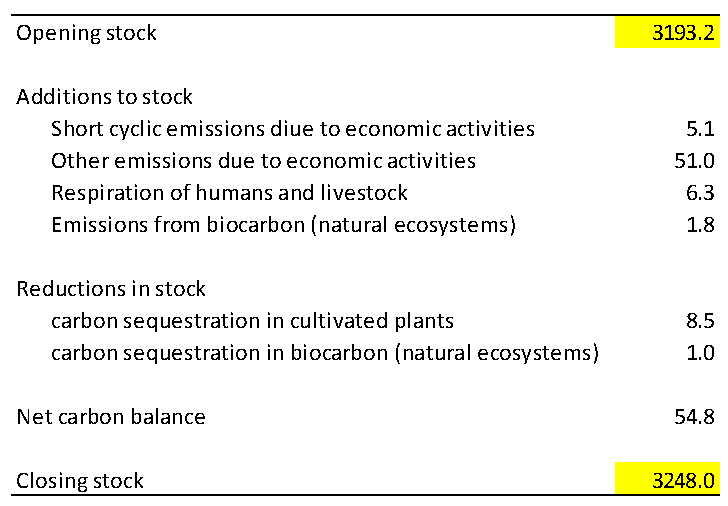 Opening stock 3193.2
Additions to stock
Short cyclic emissions diue to economic activities 5.1
Other emissions due to economic activities 51.0
Respiration of humans and livestock 6.3
Emissions from biocarbon (natural ecosystems) 1.8
Reductions in stock
carbon sequestration in cultivated plants 8.5
carbon sequestration in biocarbon (natural ecosystems) 1.0
Net carbon balance 54.8
Closing stock 3248.0